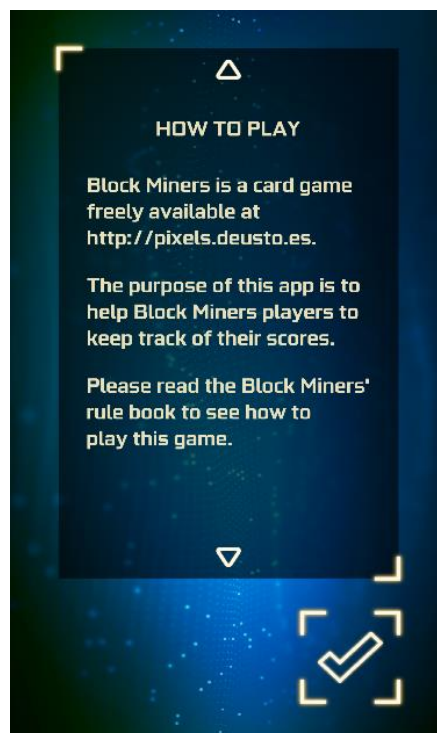 HOW TO PLAY
Block Miners is a card game
freely available at
http://pixels.deusto.es.
The purpose of this app is to
help Block Miners players to
keep track of their scores.
Please read the Block Miners'
rule book to see how to
play this game.